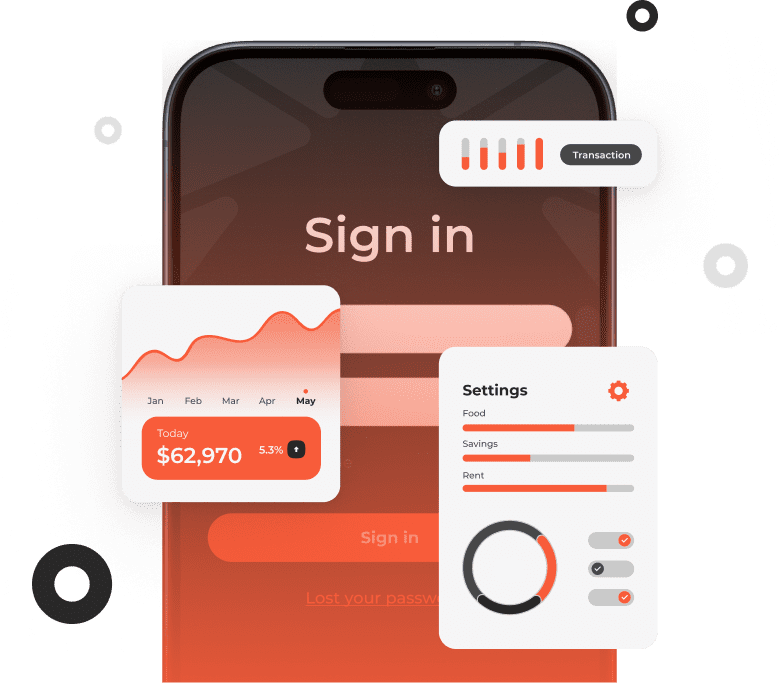 Transaction
Sign in
Jan Feb Mar Apr May
Today
$62,970 5.3%
Settings
Food
Savings
Rent
Sign in
Lost your passw